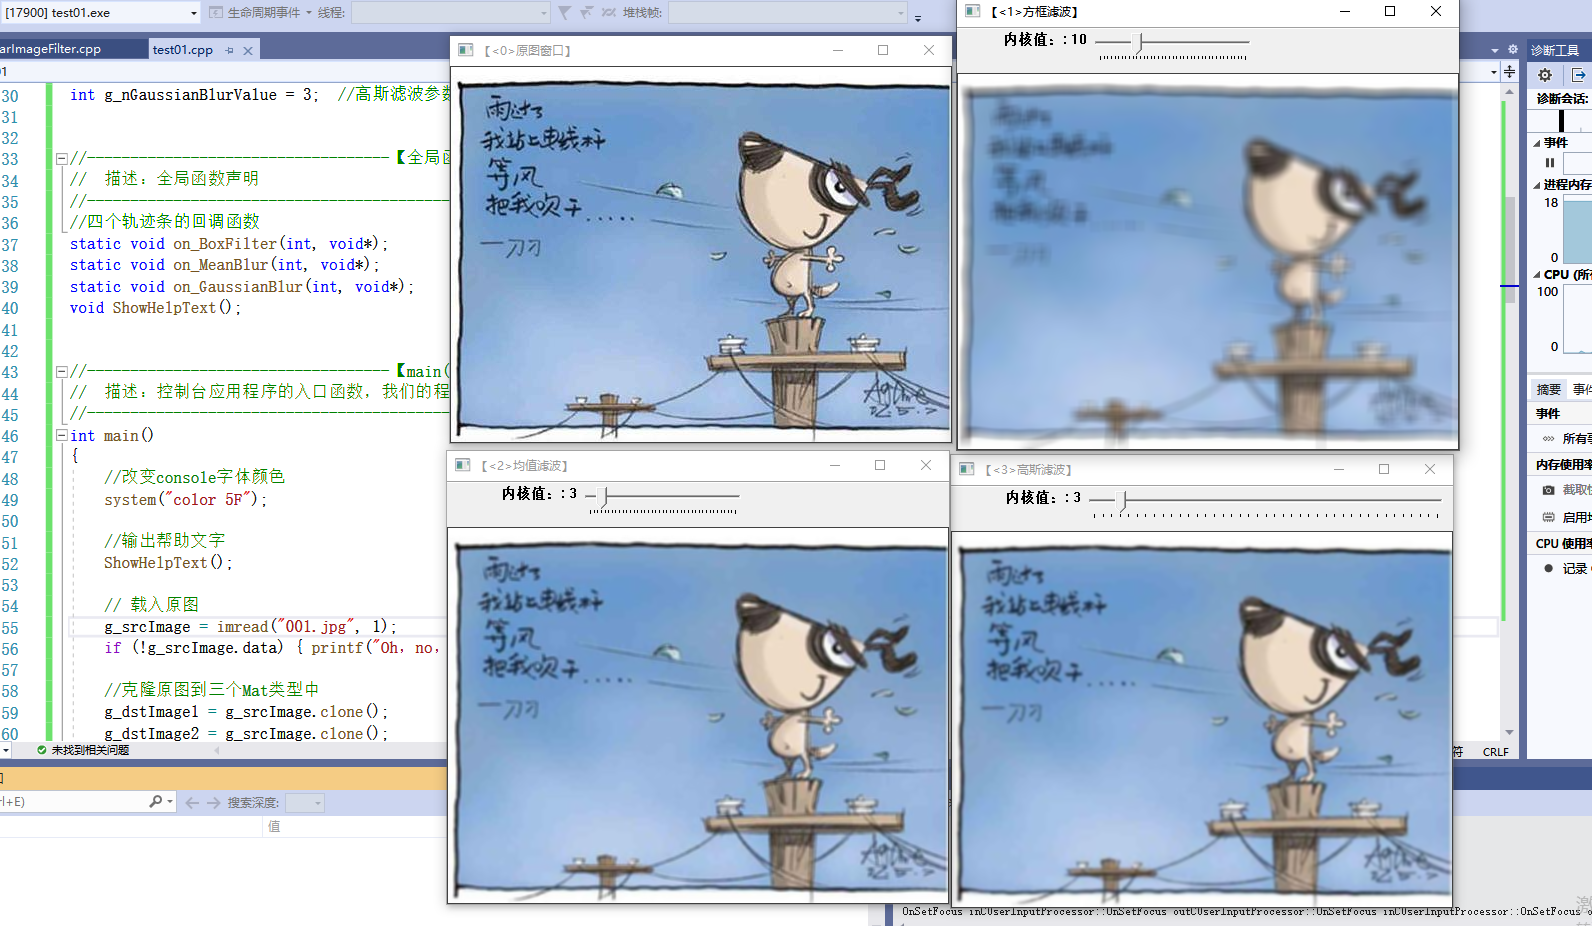 [17900] test01.exe
生命周期事件
线程:
堆栈帧:
arImageFilter.cpp
test01.cpp
30 int g_nGaussianBlurValue = 3;  //高斯滤波参数
31
32
33 //-----------------------------------【全局函
34 //  描述：全局函数声明
35 //-------------------------------------------
36 //四个轨迹条的回调函数
37 static void on_BoxFilter(int, void*);
38 static void on_MeanBlur(int, void*);
39 static void on_GaussianBlur(int, void*);
40 void ShowHelpText();
41
42
43 //-----------------------------------【main(
44 //  描述：控制台应用程序的入口函数，我们的程
45 //-------------------------------------------
46 int main()
47 {
48 //改变console字体颜色
49 system("color 5F");
50
51 //输出帮助文字
52 ShowHelpText();
53
54 // 载入原图
55 g_srcImage = imread("001.jpg", 1);
56 if (!g_srcImage.data) { printf("Oh，no，
57
58 //克隆原图到三个Mat类型中
59 g_dstImage1 = g_srcImage.clone();
60 g_dstImage2 = g_srcImage.clone();
未找到相关问题
l+E)
搜索深度:
值
【<0>原图窗口】
雨过了
我站上电线杆
等风
把我吹干......
一刀刃
【<1>方框滤波】
内核值：: 10
【<2>均值滤波】
内核值：: 3
雨过了
我站上电线杆
等风
把我吹干.....
一刀刃
【<3>高斯滤波】
内核值：: 3
雨过了
我站上电线杆
等风
把我吹干.....
一刀刃
诊断工具
诊断会话:
事件
进程内存
18
0
CPU (所有
100
0
摘要
事件
事件
所有事
内存使用率
截取快
启用堆
CPU 使用率
记录
符
CRLF
OnSetFocus inCUserInputProcessor::OnSetFocus outCUserInputProcessor::OnSetFocus inCUserInputProcessor::OnSetFocus o